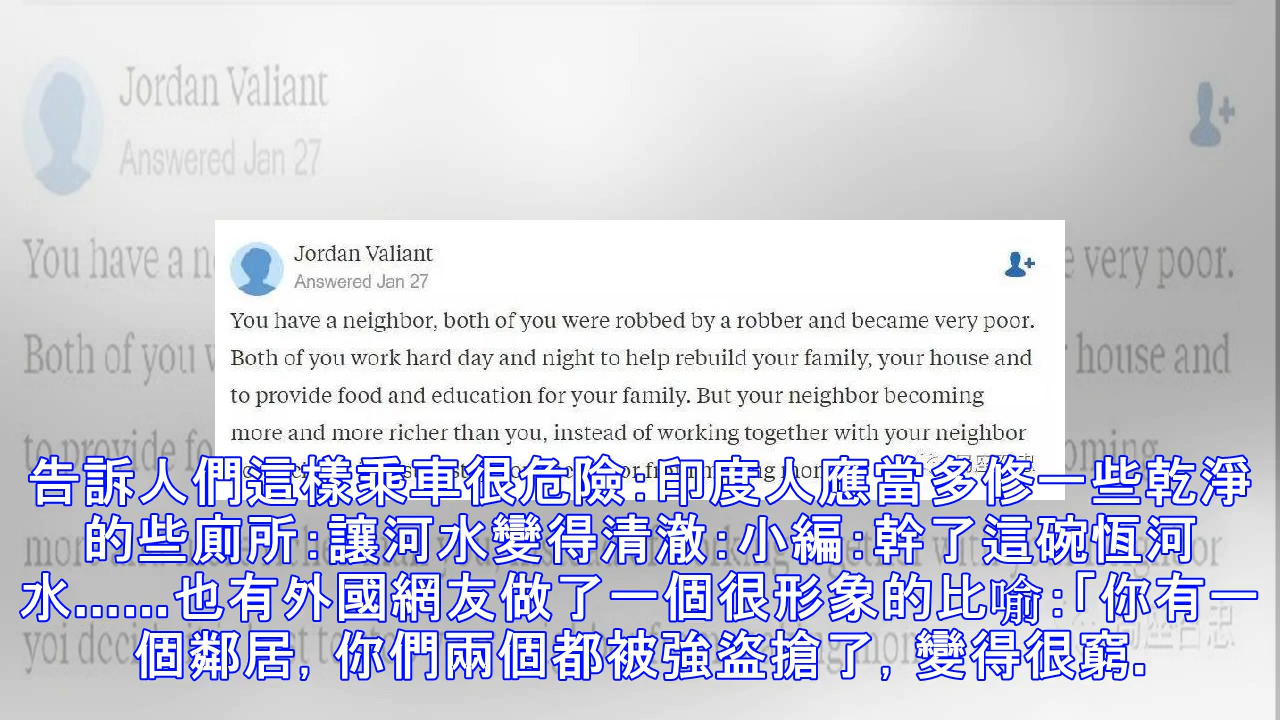 Jordan Valiant
Answered Jan 27
You have a neighbor, both of you were robbed by a robber and became very poor.
Both of you work hard day and night to help rebuild your family, your house and
to provide food and education for your family. But your neighbor becoming
more and more richer than you, instead of working together with your neighbor
告訴人們這樣乘車很危險:印度人應當多修一些乾淨
的些廁所:讓河水變得清澈:小編:幹了這碗恆河
水......也有外國網友做了一個很形象的比喻:「你有一
個鄰居, 你們兩個都被強盜搶了, 變得很窮.